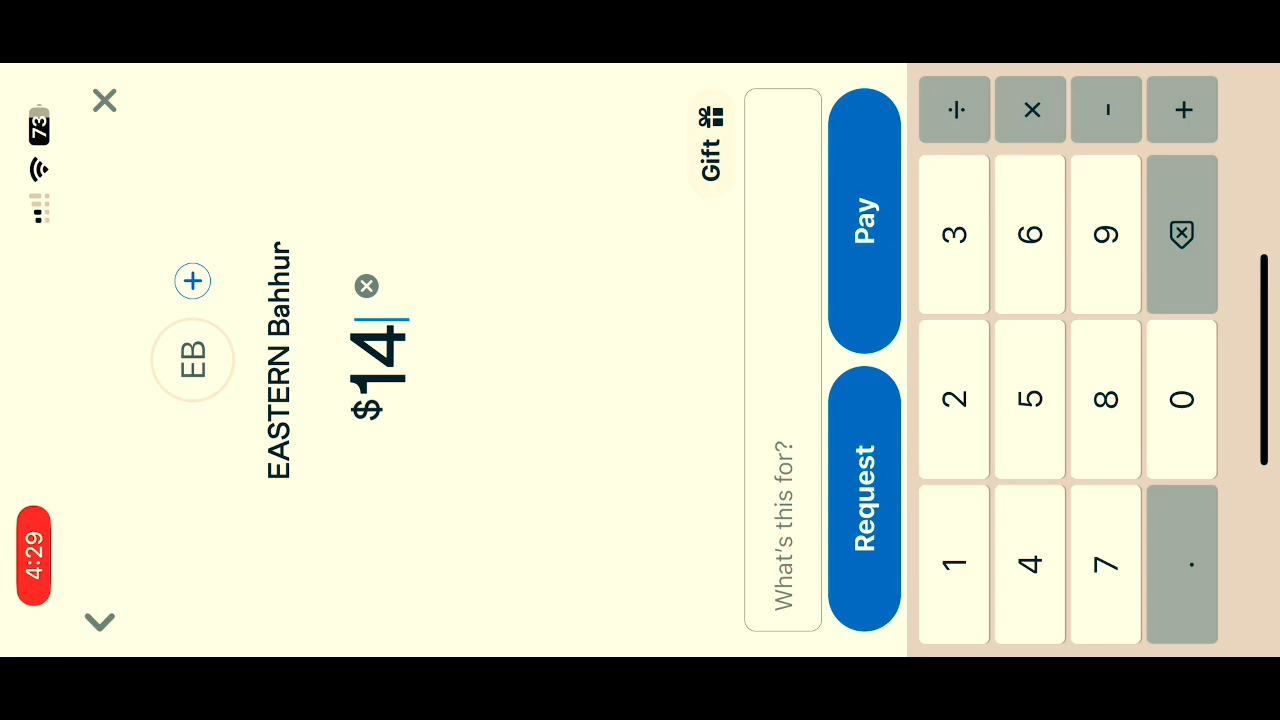 4:29
73
EB
EASTERN Bahhur
$14
Gift
What's this for?
Request
Pay
1 2 3 ÷
4 5 6 ×
7 8 9 -
. 0 +